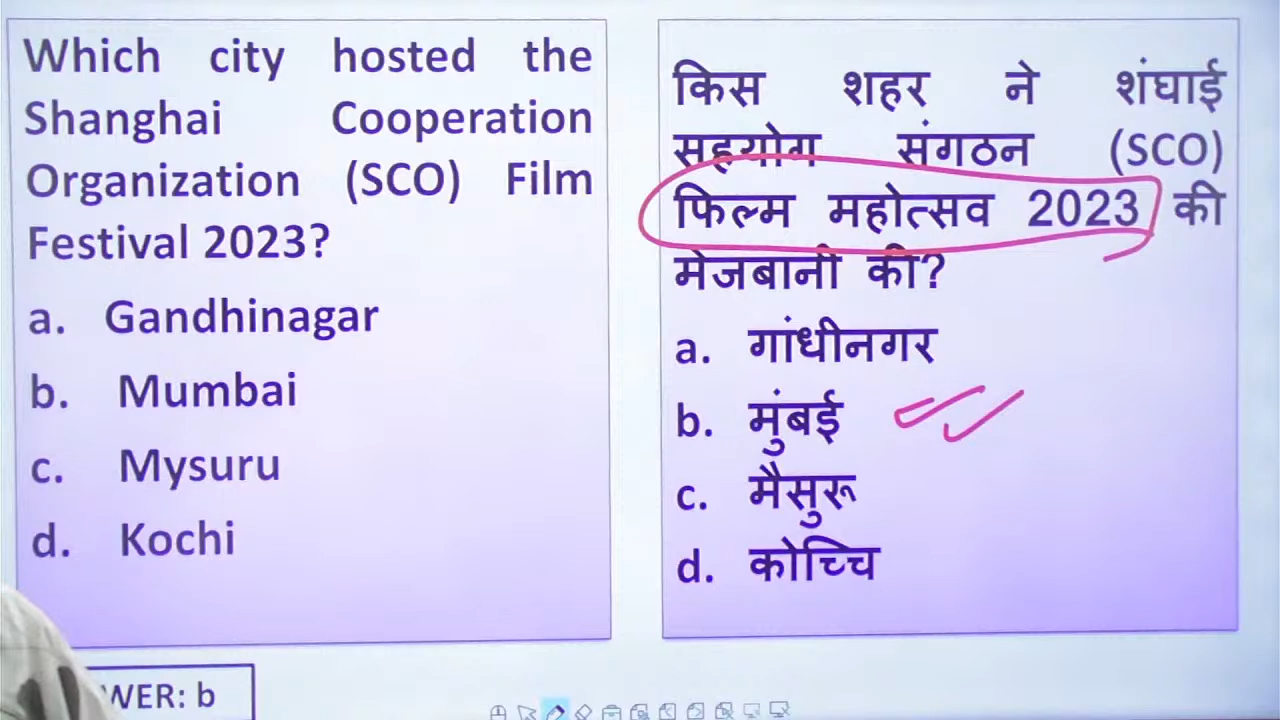 Which city hosted the
Shanghai Cooperation
Organization (SCO) Film
Festival 2023?
a. Gandhinagar
b. Mumbai
c. Mysuru
d. Kochi
किस शहर ने शंघाई
सहयोग संगठन (SCO)
फिल्म महोत्सव 2023 की
मेजबानी की?
a. गांधीनगर
b. मुंबई
c. मैसुरू
d. कोच्चि
WER: b